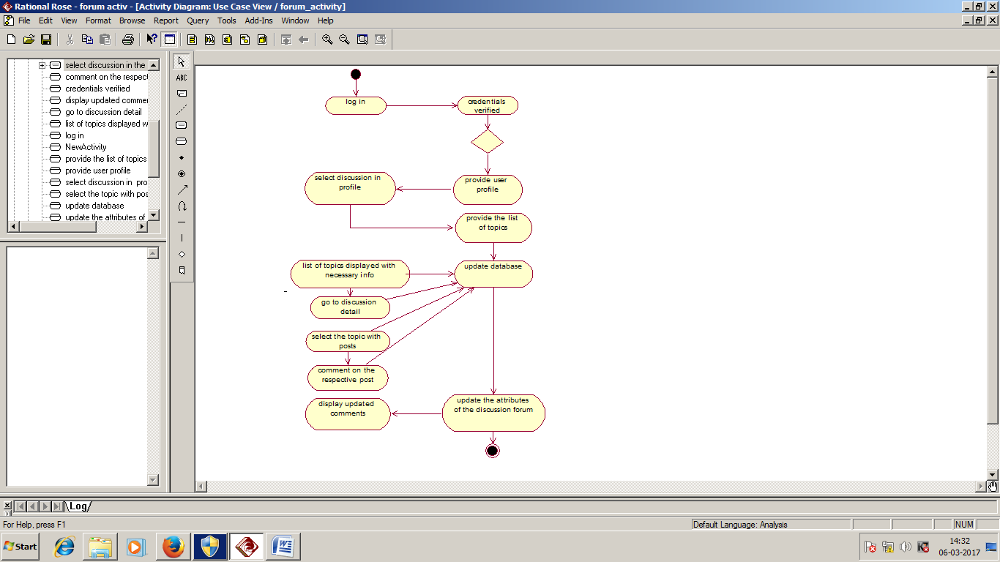 Rational Rose - forum activ - [Activity Diagram: Use Case View / forum_activity]
File Edit View Format Browse Report Query Tools Add-Ins Window Help
select discussion in the
comment on the respect
credentials verified
display updated comme
go to discussion detail
list of topics displayed w
log in
NewActivity
provide the list of topics
provide user profile
select discussion in pro
select the topic with pos
update database
update the attributes of
ABC
log in
credentials
verified
select discussion in
profile
provide user
profile
provide the list
of topics
list of topics displayed with
necessary info
update database
go to discussion
detail
select the topic with
posts
comment on the
respective post
display updated
comments
update the attributes
of the discussion forum
Log
For Help, press F1
Default Language: Analysis
NUM
Start
14:32
06-03-2017